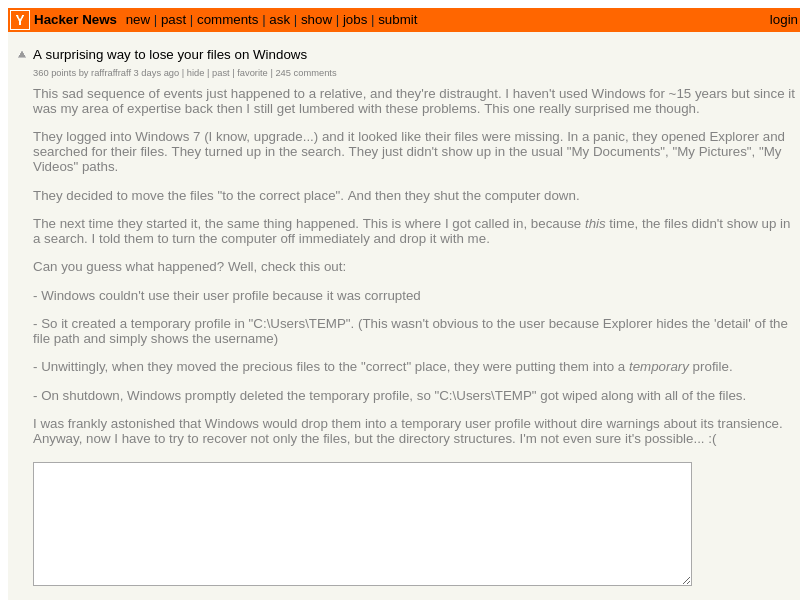 Y Hacker News new | past | comments | ask | show | jobs | submit login
▲ A surprising way to lose your files on Windows
360 points by raffraffraff 3 days ago | hide | past | favorite | 245 comments
This sad sequence of events just happened to a relative, and they're distraught. I haven't used Windows for ~15 years but since it
was my area of expertise back then I still get lumbered with these problems. This one really surprised me though.
They logged into Windows 7 (I know, upgrade...) and it looked like their files were missing. In a panic, they opened Explorer and
searched for their files. They turned up in the search. They just didn't show up in the usual "My Documents", "My Pictures", "My
Videos" paths.
They decided to move the files "to the correct place". And then they shut the computer down.
The next time they started it, the same thing happened. This is where I got called in, because this time, the files didn't show up in
a search. I told them to turn the computer off immediately and drop it with me.
Can you guess what happened? Well, check this out:
- Windows couldn't use their user profile because it was corrupted
- So it created a temporary profile in "C:\Users\TEMP". (This wasn't obvious to the user because Explorer hides the 'detail' of the
file path and simply shows the username)
- Unwittingly, when they moved the precious files to the "correct" place, they were putting them into a temporary profile.
- On shutdown, Windows promptly deleted the temporary profile, so "C:\Users\TEMP" got wiped along with all of the files.
I was frankly astonished that Windows would drop them into a temporary user profile without dire warnings about its transience.
Anyway, now I have to try to recover not only the files, but the directory structures. I'm not even sure it's possible... :(